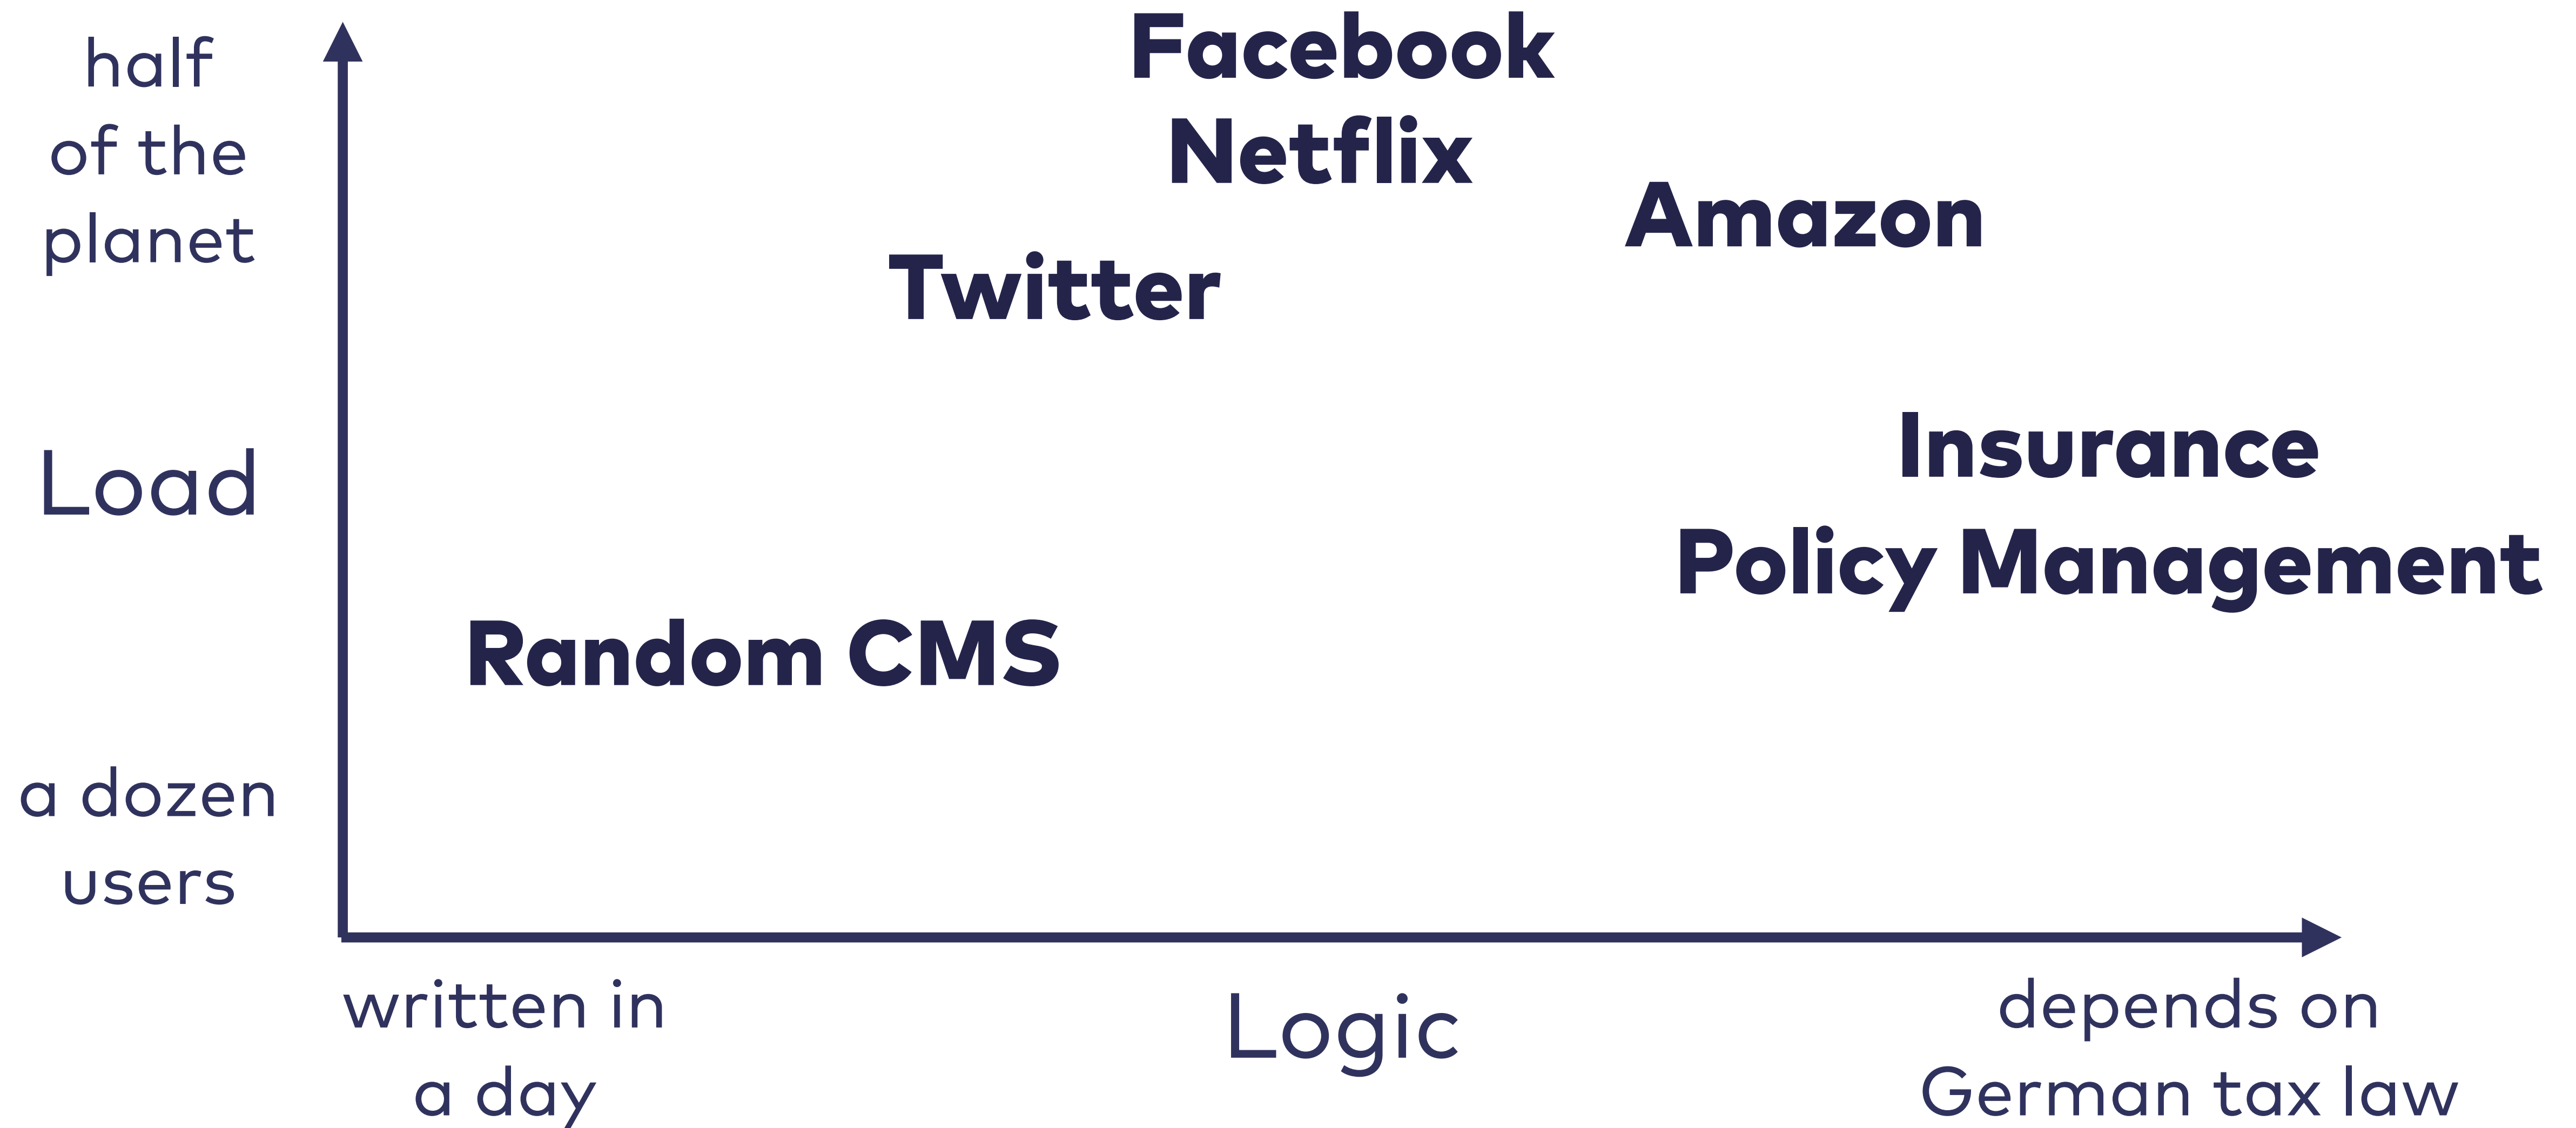 half
of the
planet
Facebook
Netflix
Amazon
Twitter
Load
Insurance
Policy Management
Random CMS
a dozen
users
written in
a day
Logic
depends on
German tax law